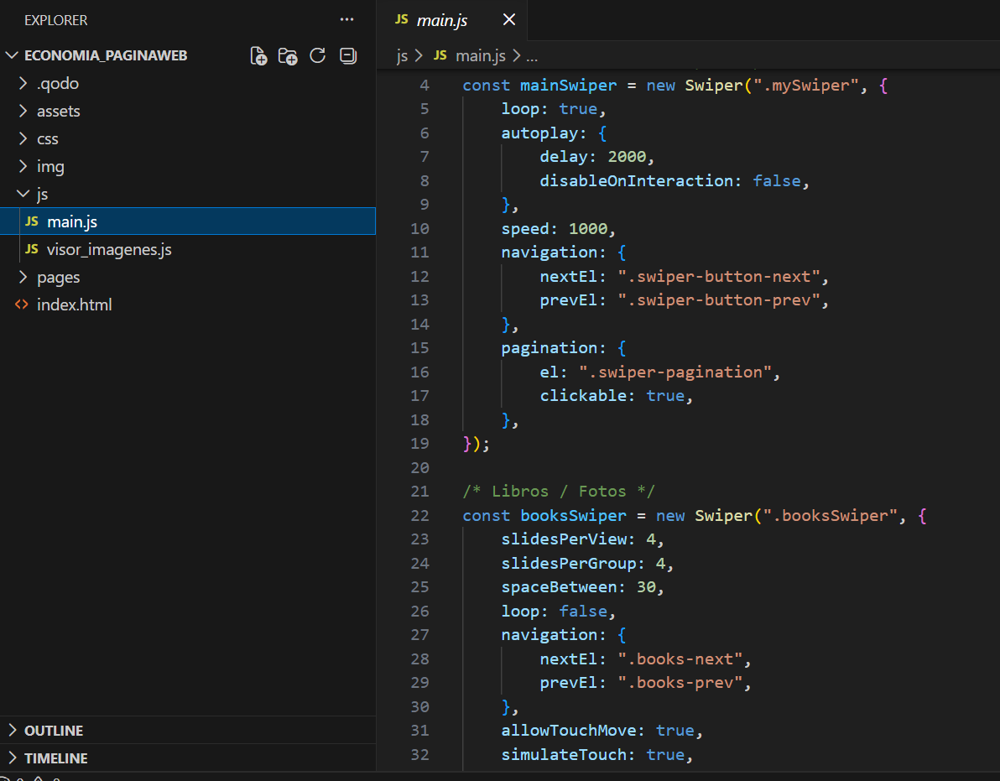 EXPLORER
...
ECONOMIA_PAGINAWEB
.qodo
assets
css
img
js
JS main.js
JS visor_imagenes.js
pages
<> index.html
OUTLINE
TIMELINE
JS main.js
js > JS main.js > ...
4 const mainSwiper = new Swiper(".mySwiper", {
5 loop: true,
6 autoplay: {
7 delay: 2000,
8 disableOnInteraction: false,
9 },
10 speed: 1000,
11 navigation: {
12 nextEl: ".swiper-button-next",
13 prevEl: ".swiper-button-prev",
14 },
15 pagination: {
16 el: ".swiper-pagination",
17 clickable: true,
18 },
19 });
20
21 /* Libros / Fotos */
22 const booksSwiper = new Swiper(".booksSwiper", {
23 slidesPerView: 4,
24 slidesPerGroup: 4,
25 spaceBetween: 30,
26 loop: false,
27 navigation: {
28 nextEl: ".books-next",
29 prevEl: ".books-prev",
30 },
31 allowTouchMove: true,
32 simulateTouch: true,